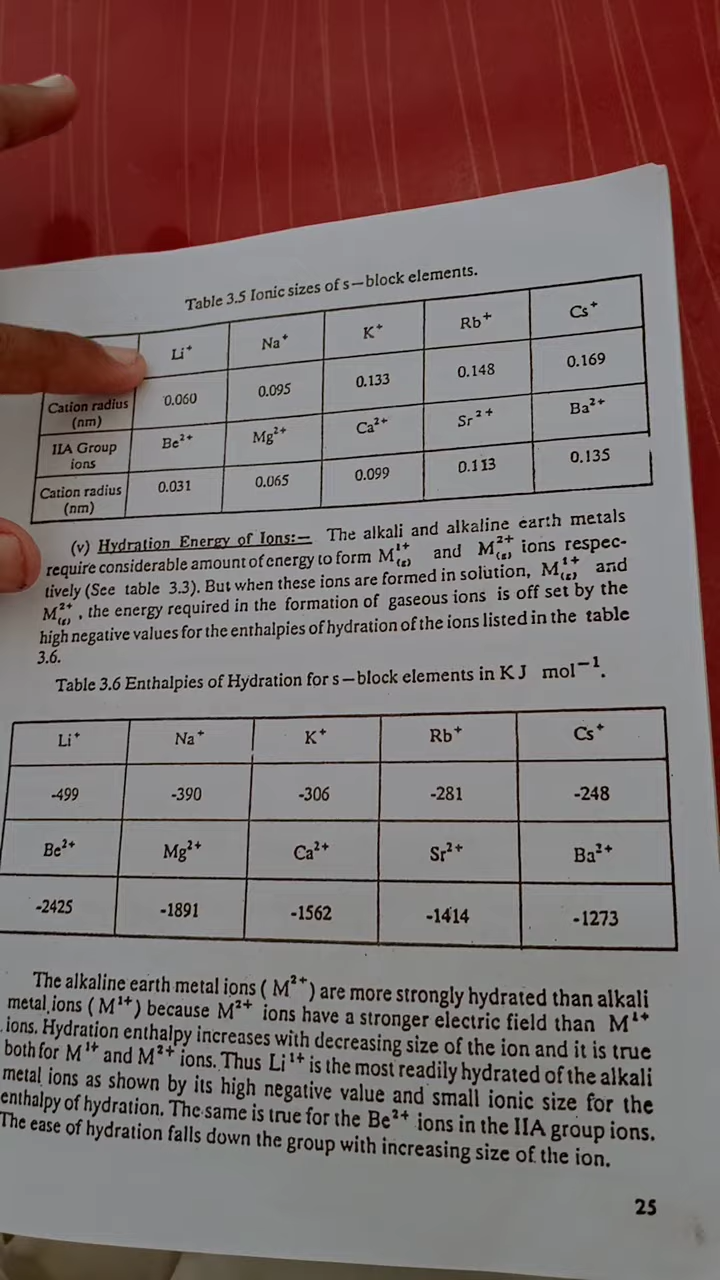 Table 3.5 Ionic sizes of s—block elements.
Li⁺ Na⁺ K⁺ Rb⁺ Cs⁺
Cation radius (nm) 0.060 0.095 0.133 0.148 0.169
IIA Group ions Be²⁺ Mg²⁺ Ca²⁺ Sr²⁺ Ba²⁺
Cation radius (nm) 0.031 0.065 0.099 0.113 0.135
(v) Hydration Energy of Ions:— The alkali and alkaline earth metals
require considerable amount of energy to form M¹⁺(g) and M²⁺(g) ions respec-
tively (See table 3.3). But when these ions are formed in solution, M¹⁺(g) and
M²⁺(g), the energy required in the formation of gaseous ions is off set by the
high negative values for the enthalpies of hydration of the ions listed in the table
3.6.
Table 3.6 Enthalpies of Hydration for s—block elements in KJ mol⁻¹.
Li⁺ Na⁺ K⁺ Rb⁺ Cs⁺
-499 -390 -306 -281 -248
Be²⁺ Mg²⁺ Ca²⁺ Sr²⁺ Ba²⁺
-2425 -1891 -1562 -1414 -1273
The alkaline earth metal ions (M²⁺) are more strongly hydrated than alkali
metal ions (M¹⁺) because M²⁺ ions have a stronger electric field than M¹⁺
ions. Hydration enthalpy increases with decreasing size of the ion and it is true
both for M¹⁺ and M²⁺ ions. Thus Li¹⁺ is the most readily hydrated of the alkali
metal ions as shown by its high negative value and small ionic size for the
enthalpy of hydration. The same is true for the Be²⁺ ions in the IIA group ions.
The ease of hydration falls down the group with increasing size of the ion.
25